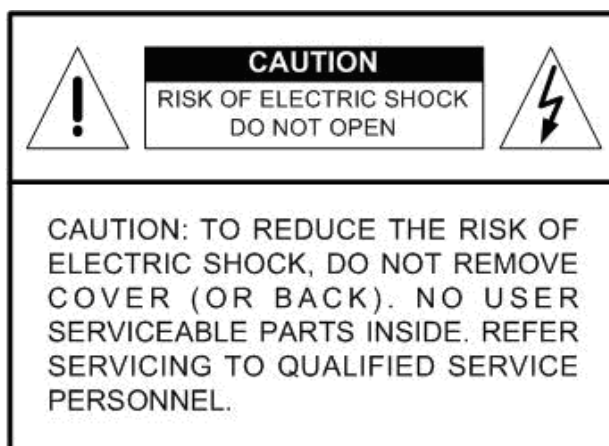 CAUTION
RISK OF ELECTRIC SHOCK
DO NOT OPEN
CAUTION: TO REDUCE THE RISK OF
ELECTRIC SHOCK, DO NOT REMOVE
COVER (OR BACK). NO USER
SERVICEABLE PARTS INSIDE. REFER
SERVICING TO QUALIFIED SERVICE
PERSONNEL.